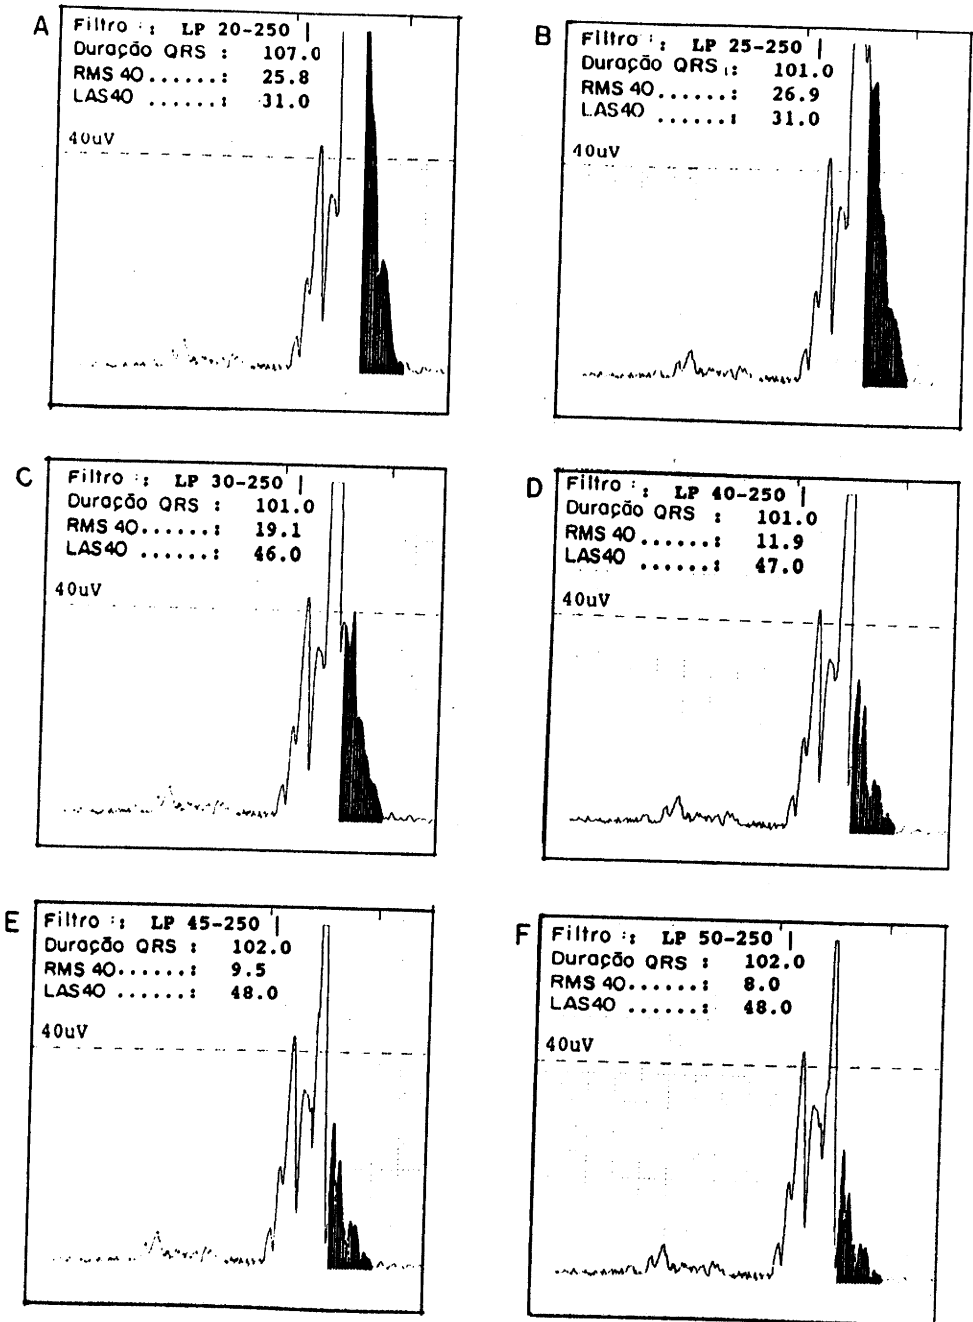 A
Filtro : : LP 20-250 |
Duração QRS : 107.0
RMS 40......: 25.8
LAS40 ......: 31.0
40uV
B
Filtro : : LP 25-250 |
Duração QRS : 101.0
RMS 40......: 26.9
LAS40 ......: 31.0
40uV
C
Filtro : : LP 30-250 |
Duração QRS : 101.0
RMS 40......: 19.1
LAS40 ......: 46.0
40uV
D
Filtro : : LP 40-250 |
Duração QRS : 101.0
RMS 40......: 11.9
LAS40 ......: 47.0
40uV
E
Filtro : : LP 45-250 |
Duração QRS : 102.0
RMS 40......: 9.5
LAS40 ......: 48.0
40uV
F
Filtro : : LP 50-250 |
Duração QRS : 102.0
RMS 40......: 8.0
LAS40 ......: 48.0
40uV